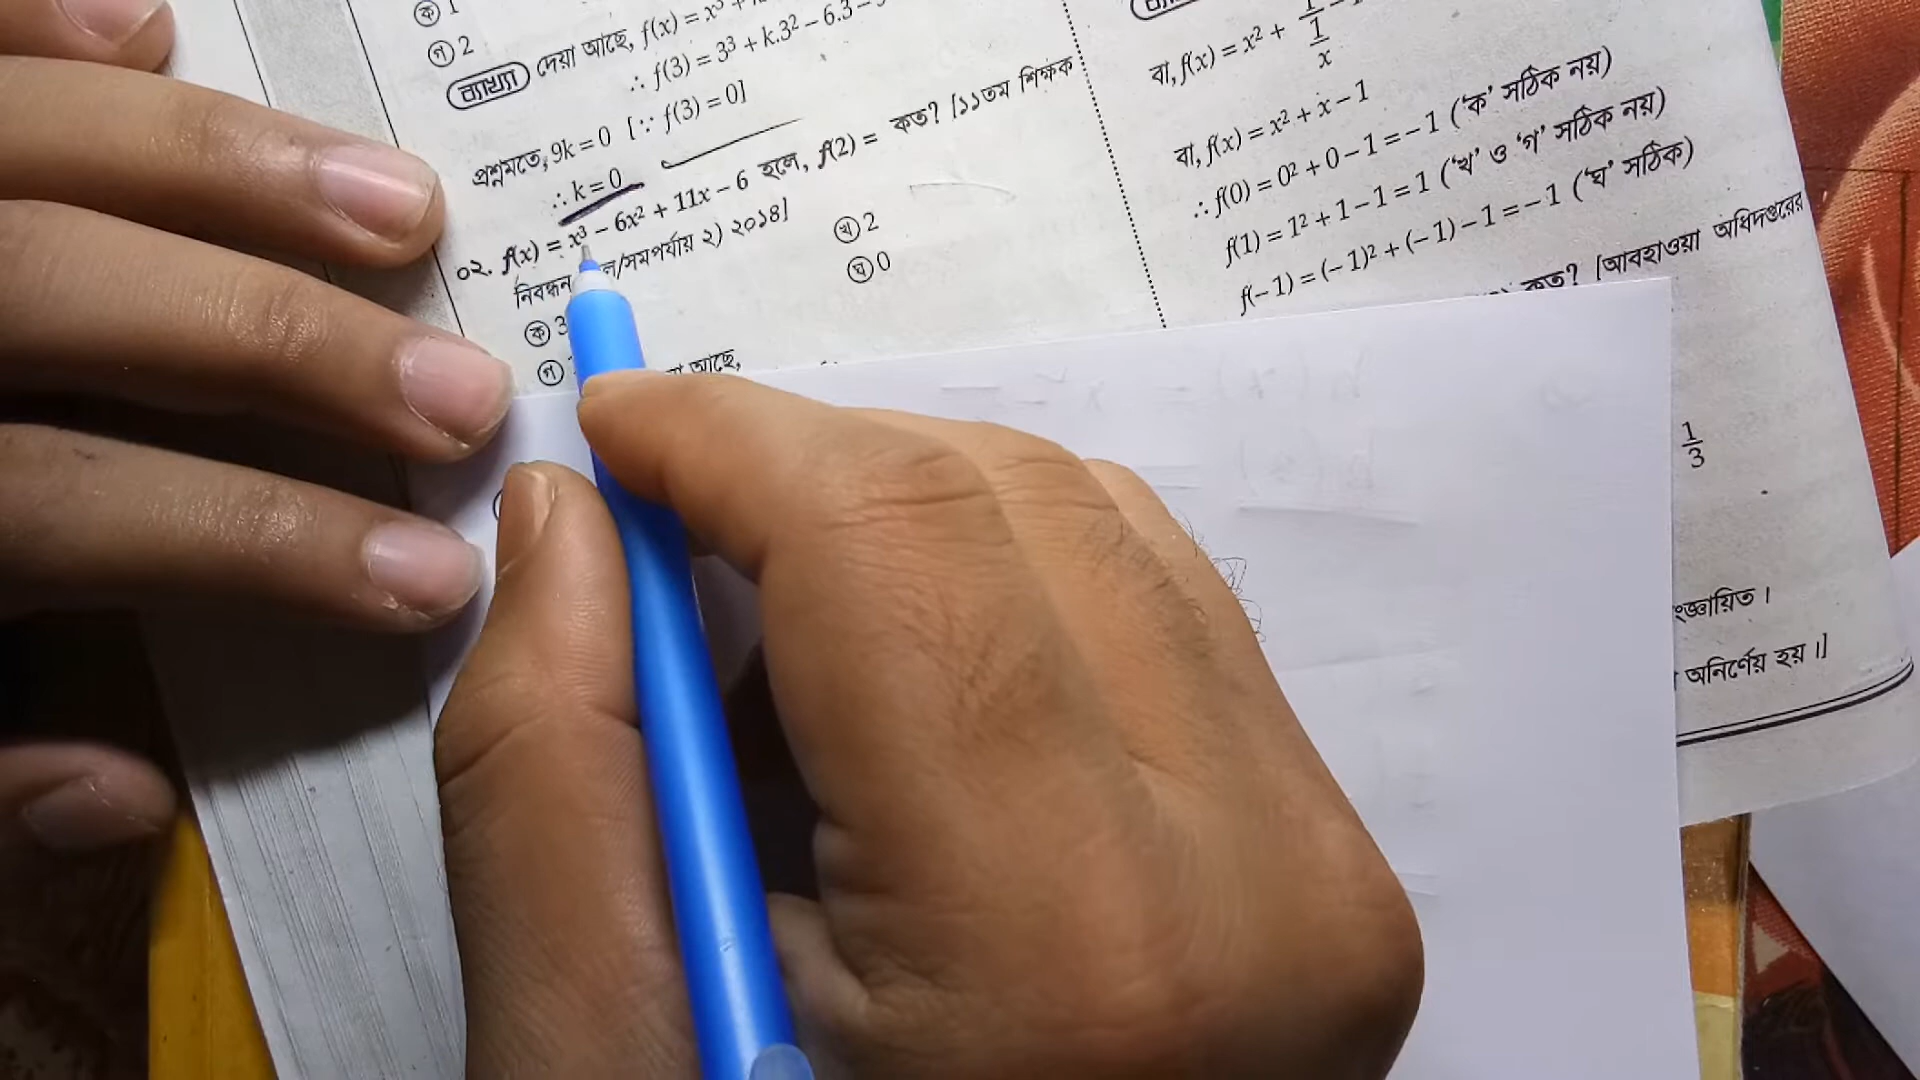 ক 1
গ 2
ব্যাখ্যা দেয়া আছে, f(x) = x³ +
∴ f(3) = 3³ + k.3² – 6.3 –
প্রশ্নমতে, 9k = 0 [∵ f(3) = 0]
∴ k = 0
০২. f(x) = x³ – 6x² + 11x – 6 হলে, f(2) = কত? [১১তম শিক্ষক
নিবন্ধন /সমপর্যায় ২) ২০১৪]
ক 3
খ 2
গ
ঘ 0
আছে,
বা, f(x) = x² + 1/(1/x) –
বা, f(x) = x² + x – 1
∴ f(0) = 0² + 0 – 1 = – 1 (‘ক’ সঠিক নয়)
f(1) = 1² + 1 – 1 = 1 (‘খ’ ও ‘গ’ সঠিক নয়)
f(– 1) = (– 1)² + (– 1) – 1 = – 1 (‘ঘ’ সঠিক)
কত? [আবহাওয়া অধিদপ্তরের
1/3
সংজ্ঞায়িত।
অনির্ণেয় হয়।]